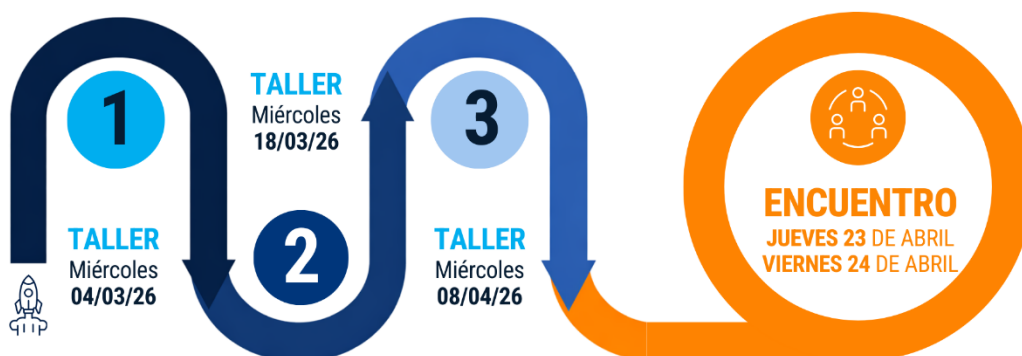 1
TALLER
Miércoles
04/03/26
TALLER
Miércoles
18/03/26
2
3
TALLER
Miércoles
08/04/26
ENCUENTRO
JUEVES 23 DE ABRIL
VIERNES 24 DE ABRIL